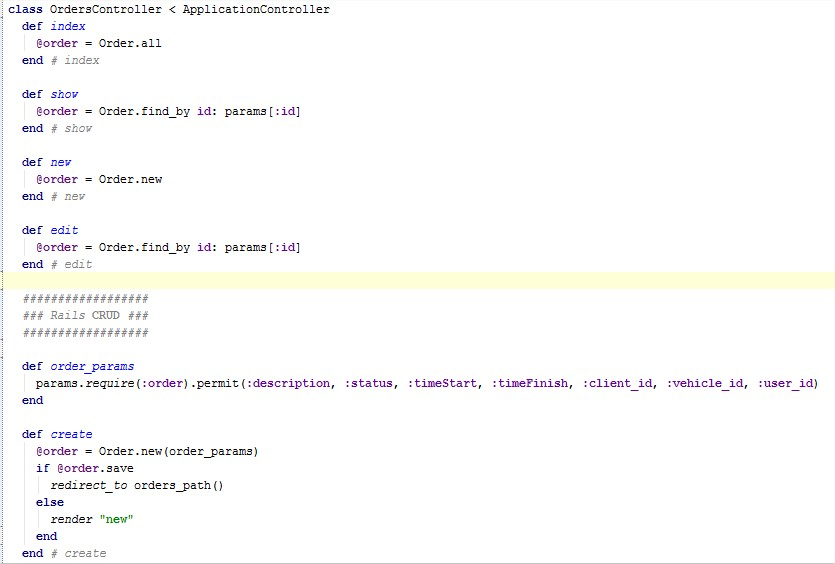 class OrdersController < ApplicationController
  def index
    @order = Order.all
  end # index

  def show
    @order = Order.find_by id: params[:id]
  end # show

  def new
    @order = Order.new
  end # new

  def edit
    @order = Order.find_by id: params[:id]
  end # edit

  ##################
  ### Rails CRUD ###
  ##################

  def order_params
    params.require(:order).permit(:description, :status, :timeStart, :timeFinish, :client_id, :vehicle_id, :user_id)
  end

  def create
    @order = Order.new(order_params)
    if @order.save
      redirect_to orders_path()
    else
      render "new"
    end
  end # create